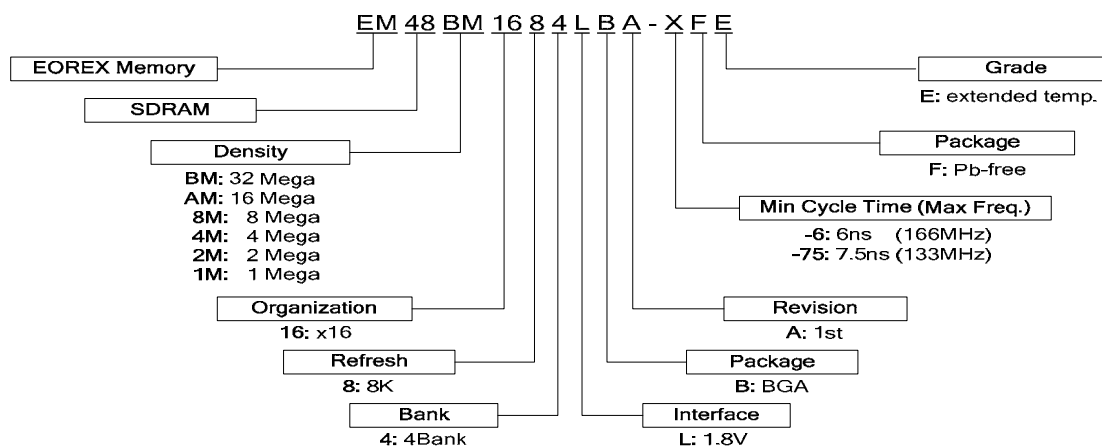 EM 48 BM 16 8 4 L B A - X F E
EOREX Memory
Grade
E: extended temp.
SDRAM
Package
F: Pb-free
Density
BM: 32 Mega
AM: 16 Mega
8M: 8 Mega
4M: 4 Mega
2M: 2 Mega
1M: 1 Mega
Min Cycle Time (Max Freq.)
-6: 6ns (166MHz)
-75: 7.5ns (133MHz)
Organization
16: x16
Revision
A: 1st
Refresh
8: 8K
Package
B: BGA
Bank
4: 4Bank
Interface
L: 1.8V